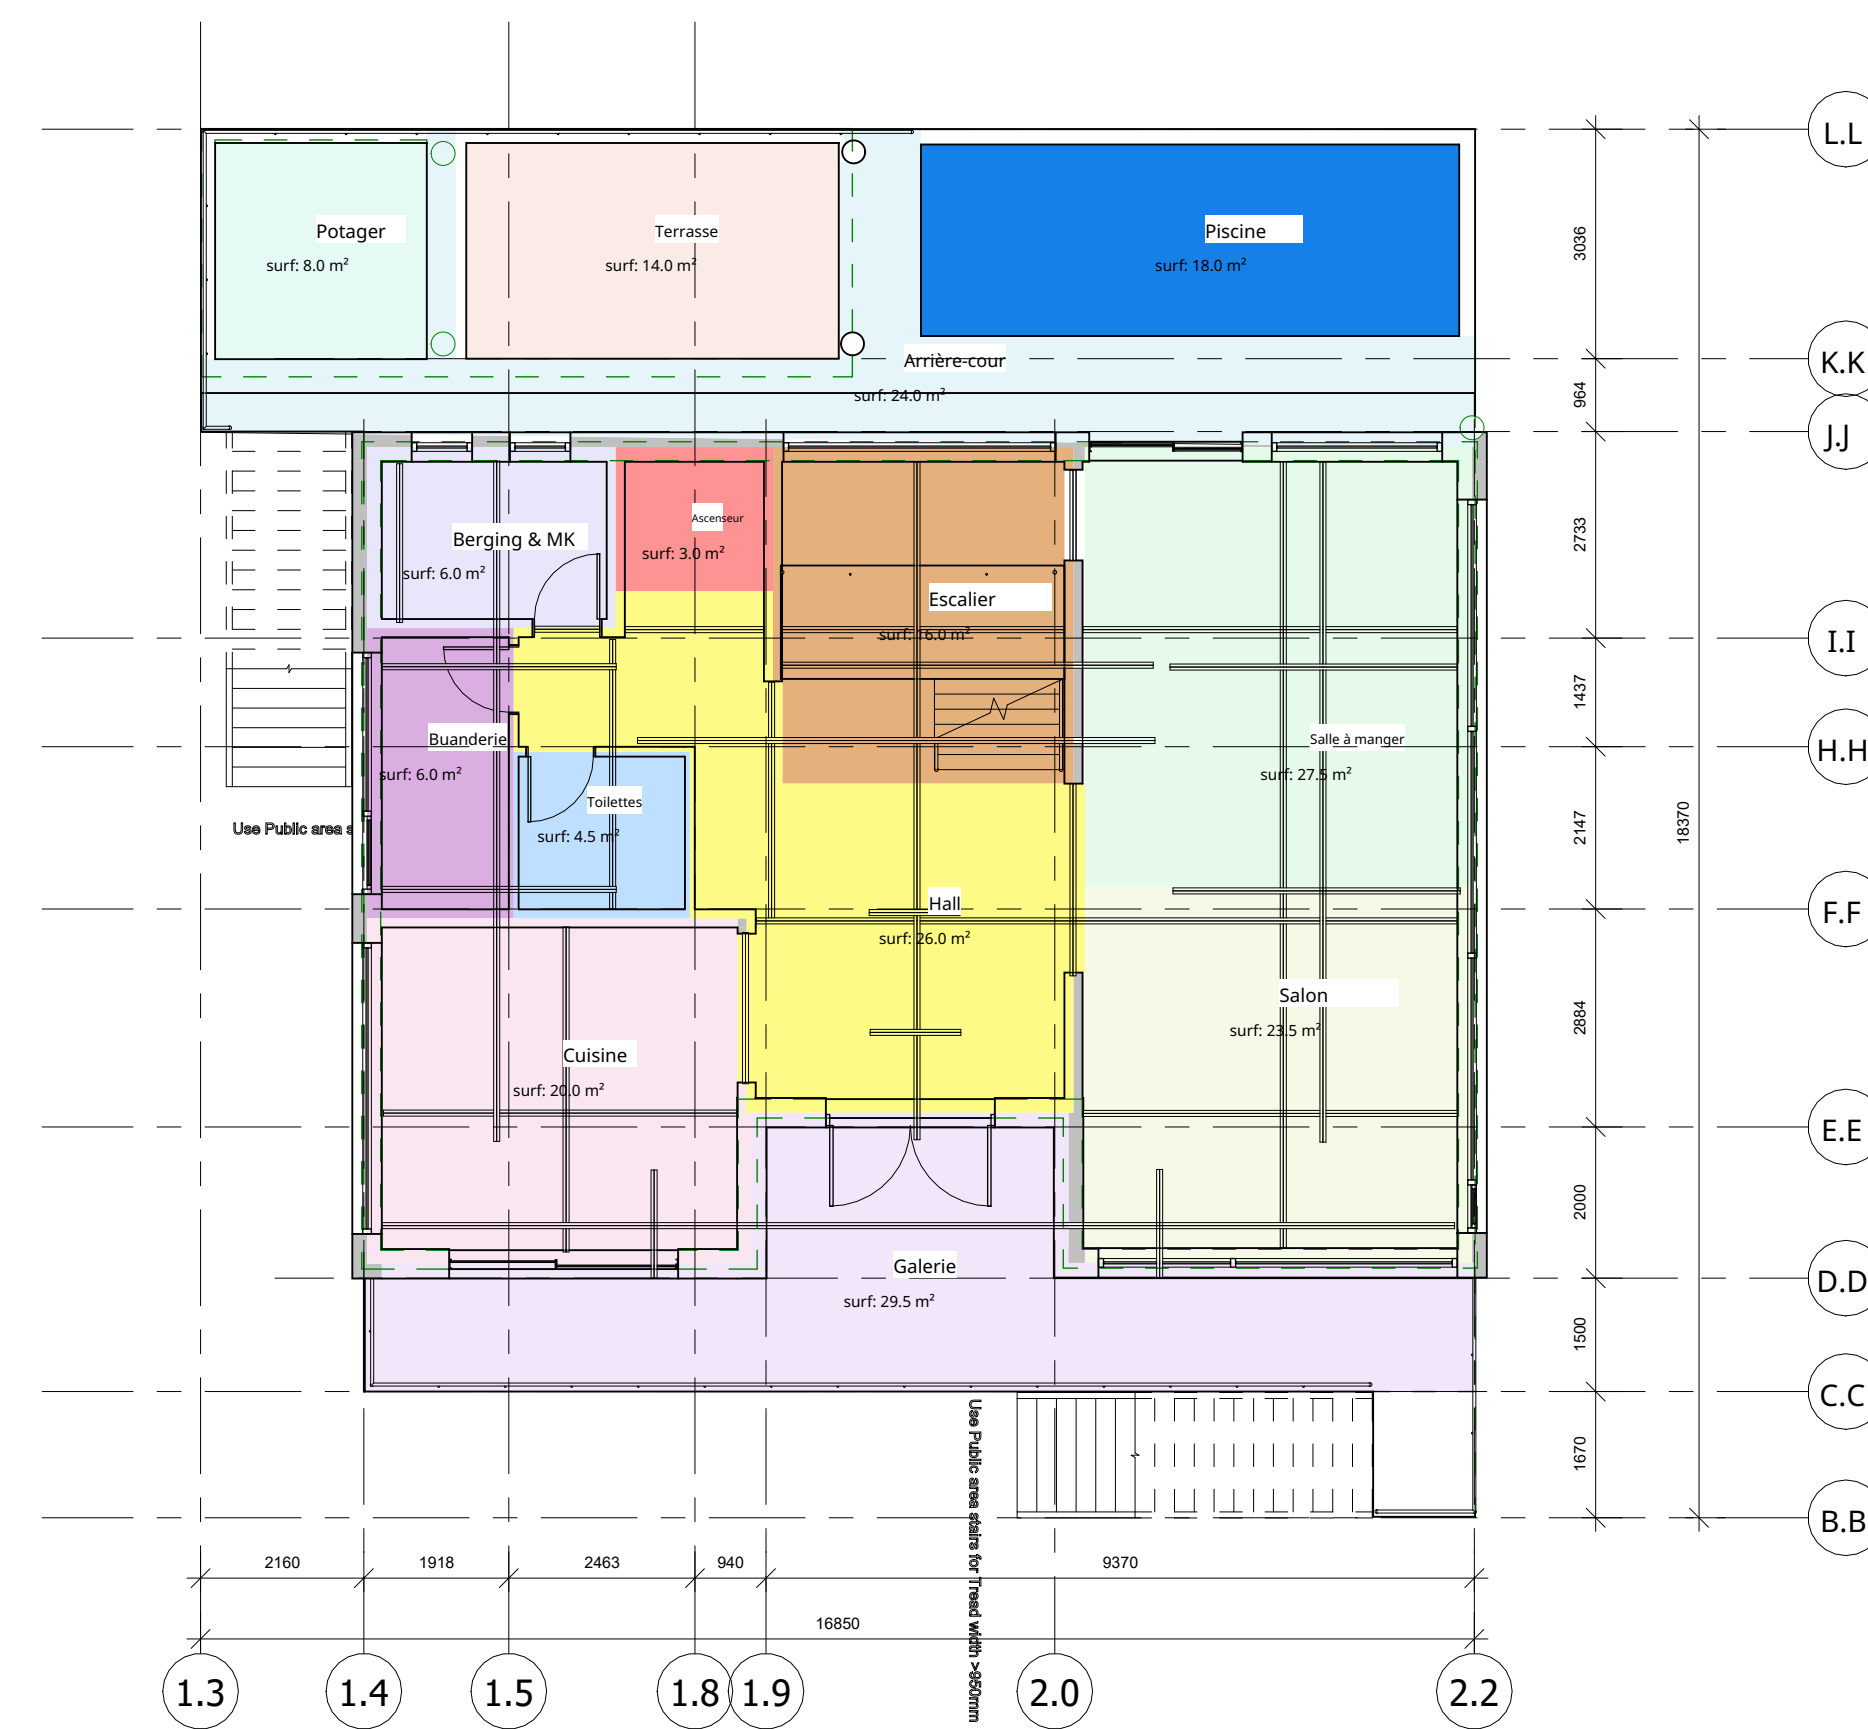 L.L
Potager
surf: 8.0 m²
Terrasse
surf: 14.0 m²
Piscine
surf: 18.0 m²
3036
K.K
Arrière-cour
surf: 24.0 m²
964
J.J
Berging & MK
surf: 6.0 m²
Ascenseur
surf: 3.0 m²
2733
Escalier
surf: 16.0 m²
I.I
1437
Buanderie
surf: 6.0 m²
Salle à manger
surf: 27.5 m²
H.H
Toilettes
surf: 4.5 m²
Use Public area s
2147
18370
Hall
surf: 26.0 m²
F.F
Salon
surf: 23.5 m²
2884
Cuisine
surf: 20.0 m²
E.E
2000
Galerie
surf: 29.5 m²
D.D
1500
C.C
Use Public area stairs for Tread width >950mm
1670
B.B
2160
1918
2463
940
9370
16850
1.3
1.4
1.5
1.8
1.9
2.0
2.2